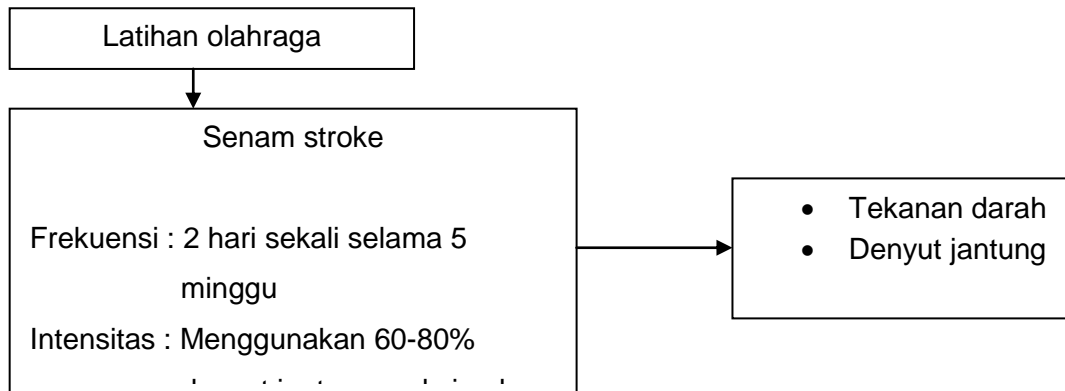 Latihan olahraga
Senam stroke
Frekuensi : 2 hari sekali selama 5
minggu
Intensitas : Menggunakan 60-80%
• Tekanan darah
• Denyut jantung